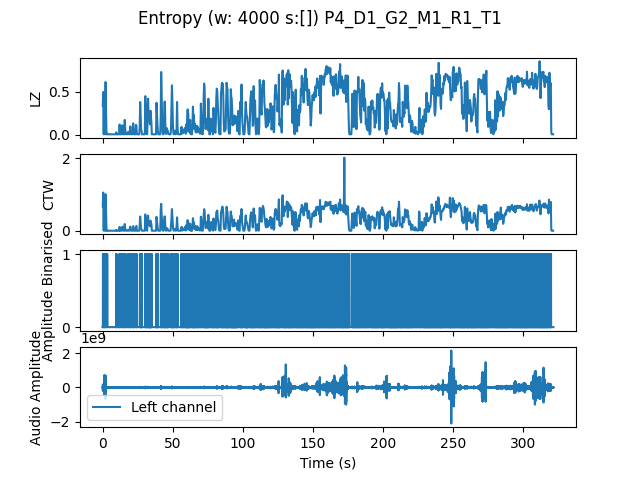 Entropy (w: 4000 s:[]) P4_D1_G2_M1_R1_T1
LZ
0.5
0.0
CTW
2
0
Amplitude Binarised
1
0
1e9
Audio Amplitude
2
0
−2
Left channel
0 50 100 150 200 250 300
Time (s)